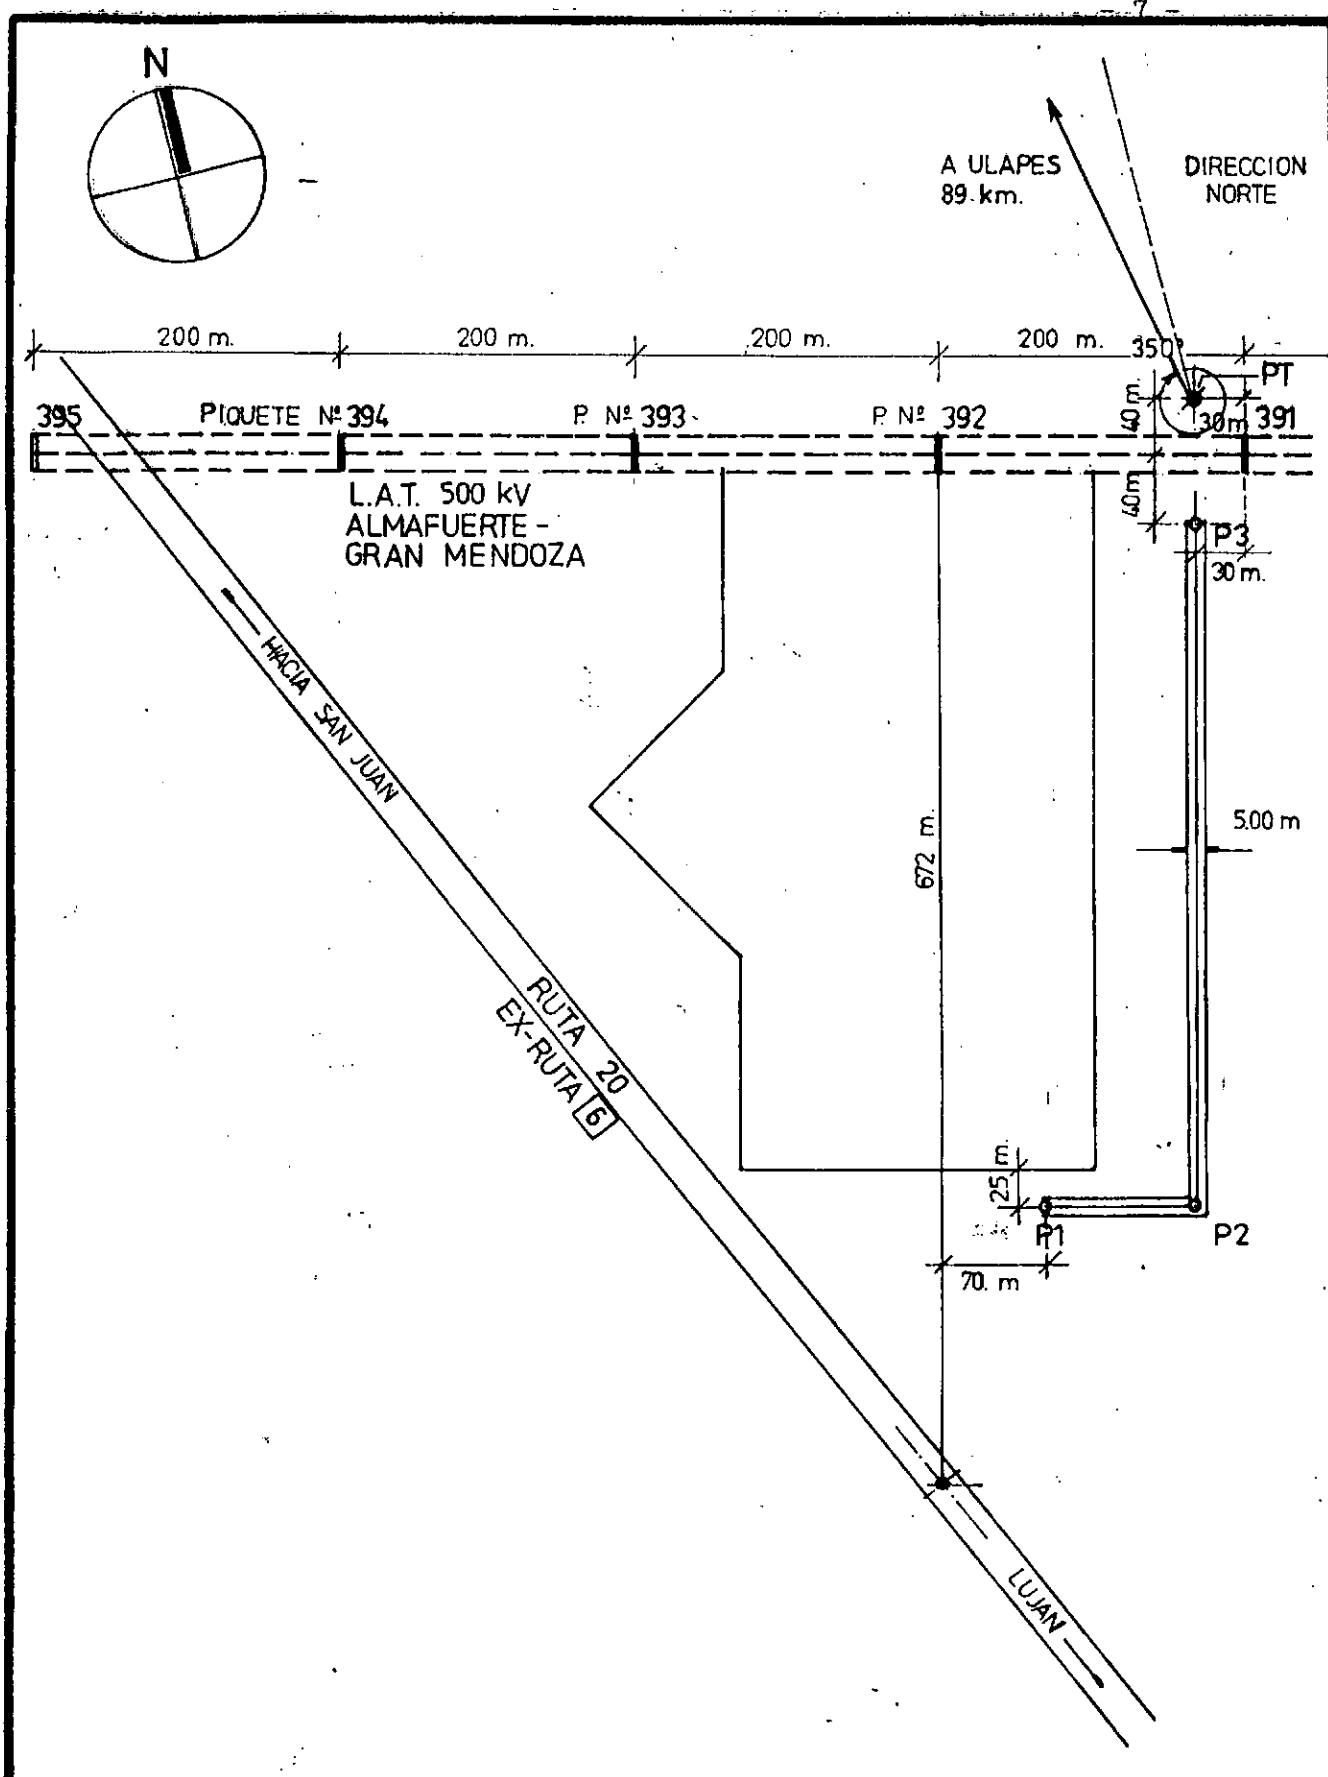 7
N
A ULAPES
89 km.
DIRECCION
NORTE
200 m.
200 m.
200 m.
200 m.
350º
PT
40 m.
30m
395
PIQUETE Nº 394
P. Nº 393
P. Nº 392
391
L.A.T. 500 kV
ALMAFUERTE -
GRAN MENDOZA
40m
P3
30 m.
HACIA SAN JUAN
672 m.
5.00 m
RUTA 20
EX-RUTA 6
25 m.
P1
P2
70. m
LUJAN